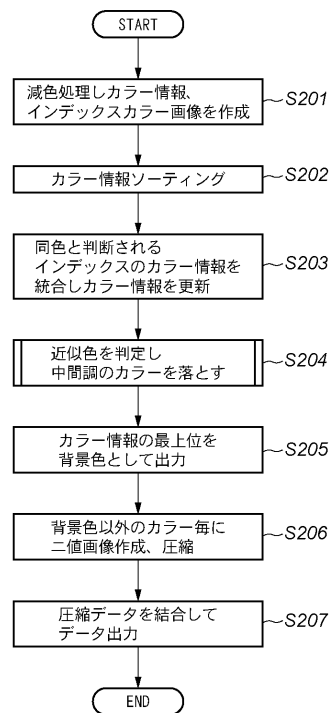 START
減色処理しカラー情報、
インデックスカラー画像を作成
S201
カラー情報ソーティング
S202
同色と判断される
インデックスのカラー情報を
統合しカラー情報を更新
S203
近似色を判定し
中間調のカラーを落とす
S204
カラー情報の最上位を
背景色として出力
S205
背景色以外のカラー毎に
二値画像作成、圧縮
S206
圧縮データを結合して
データ出力
S207
END